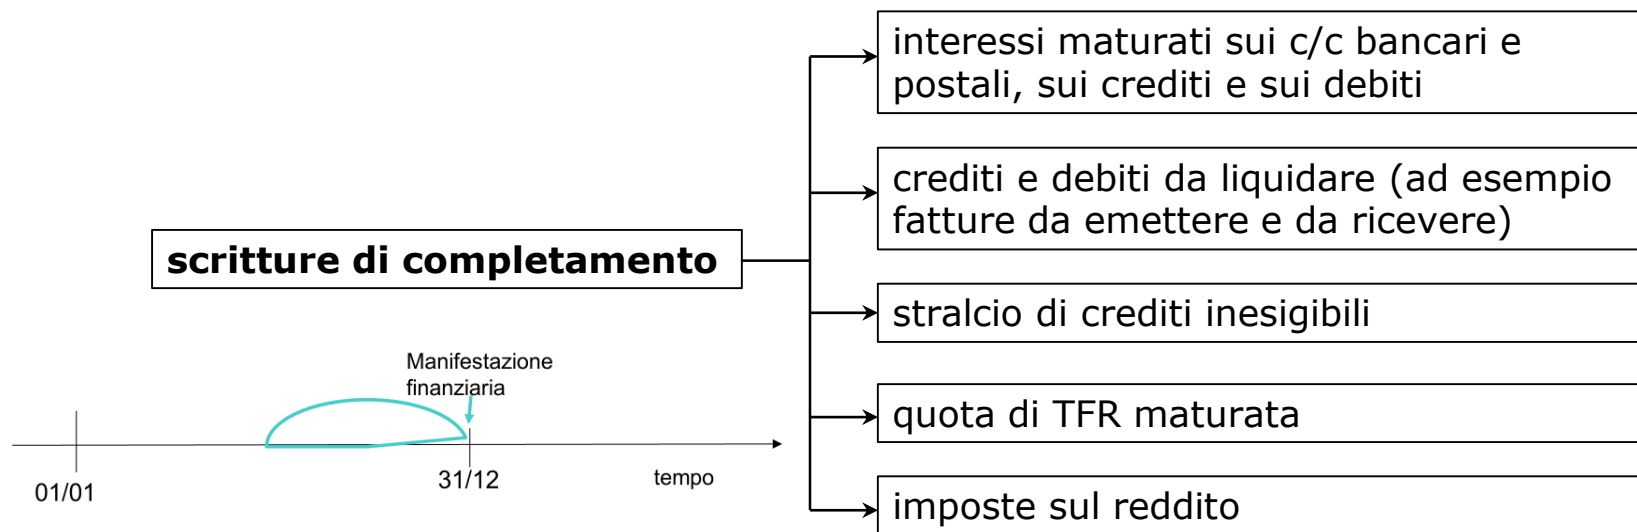 interessi maturati sui c/c bancari e
postali, sui crediti e sui debiti
crediti e debiti da liquidare (ad esempio
fatture da emettere e da ricevere)
scritture di completamento
stralcio di crediti inesigibili
Manifestazione
finanziaria
quota di TFR maturata
01/01
31/12
tempo
imposte sul reddito